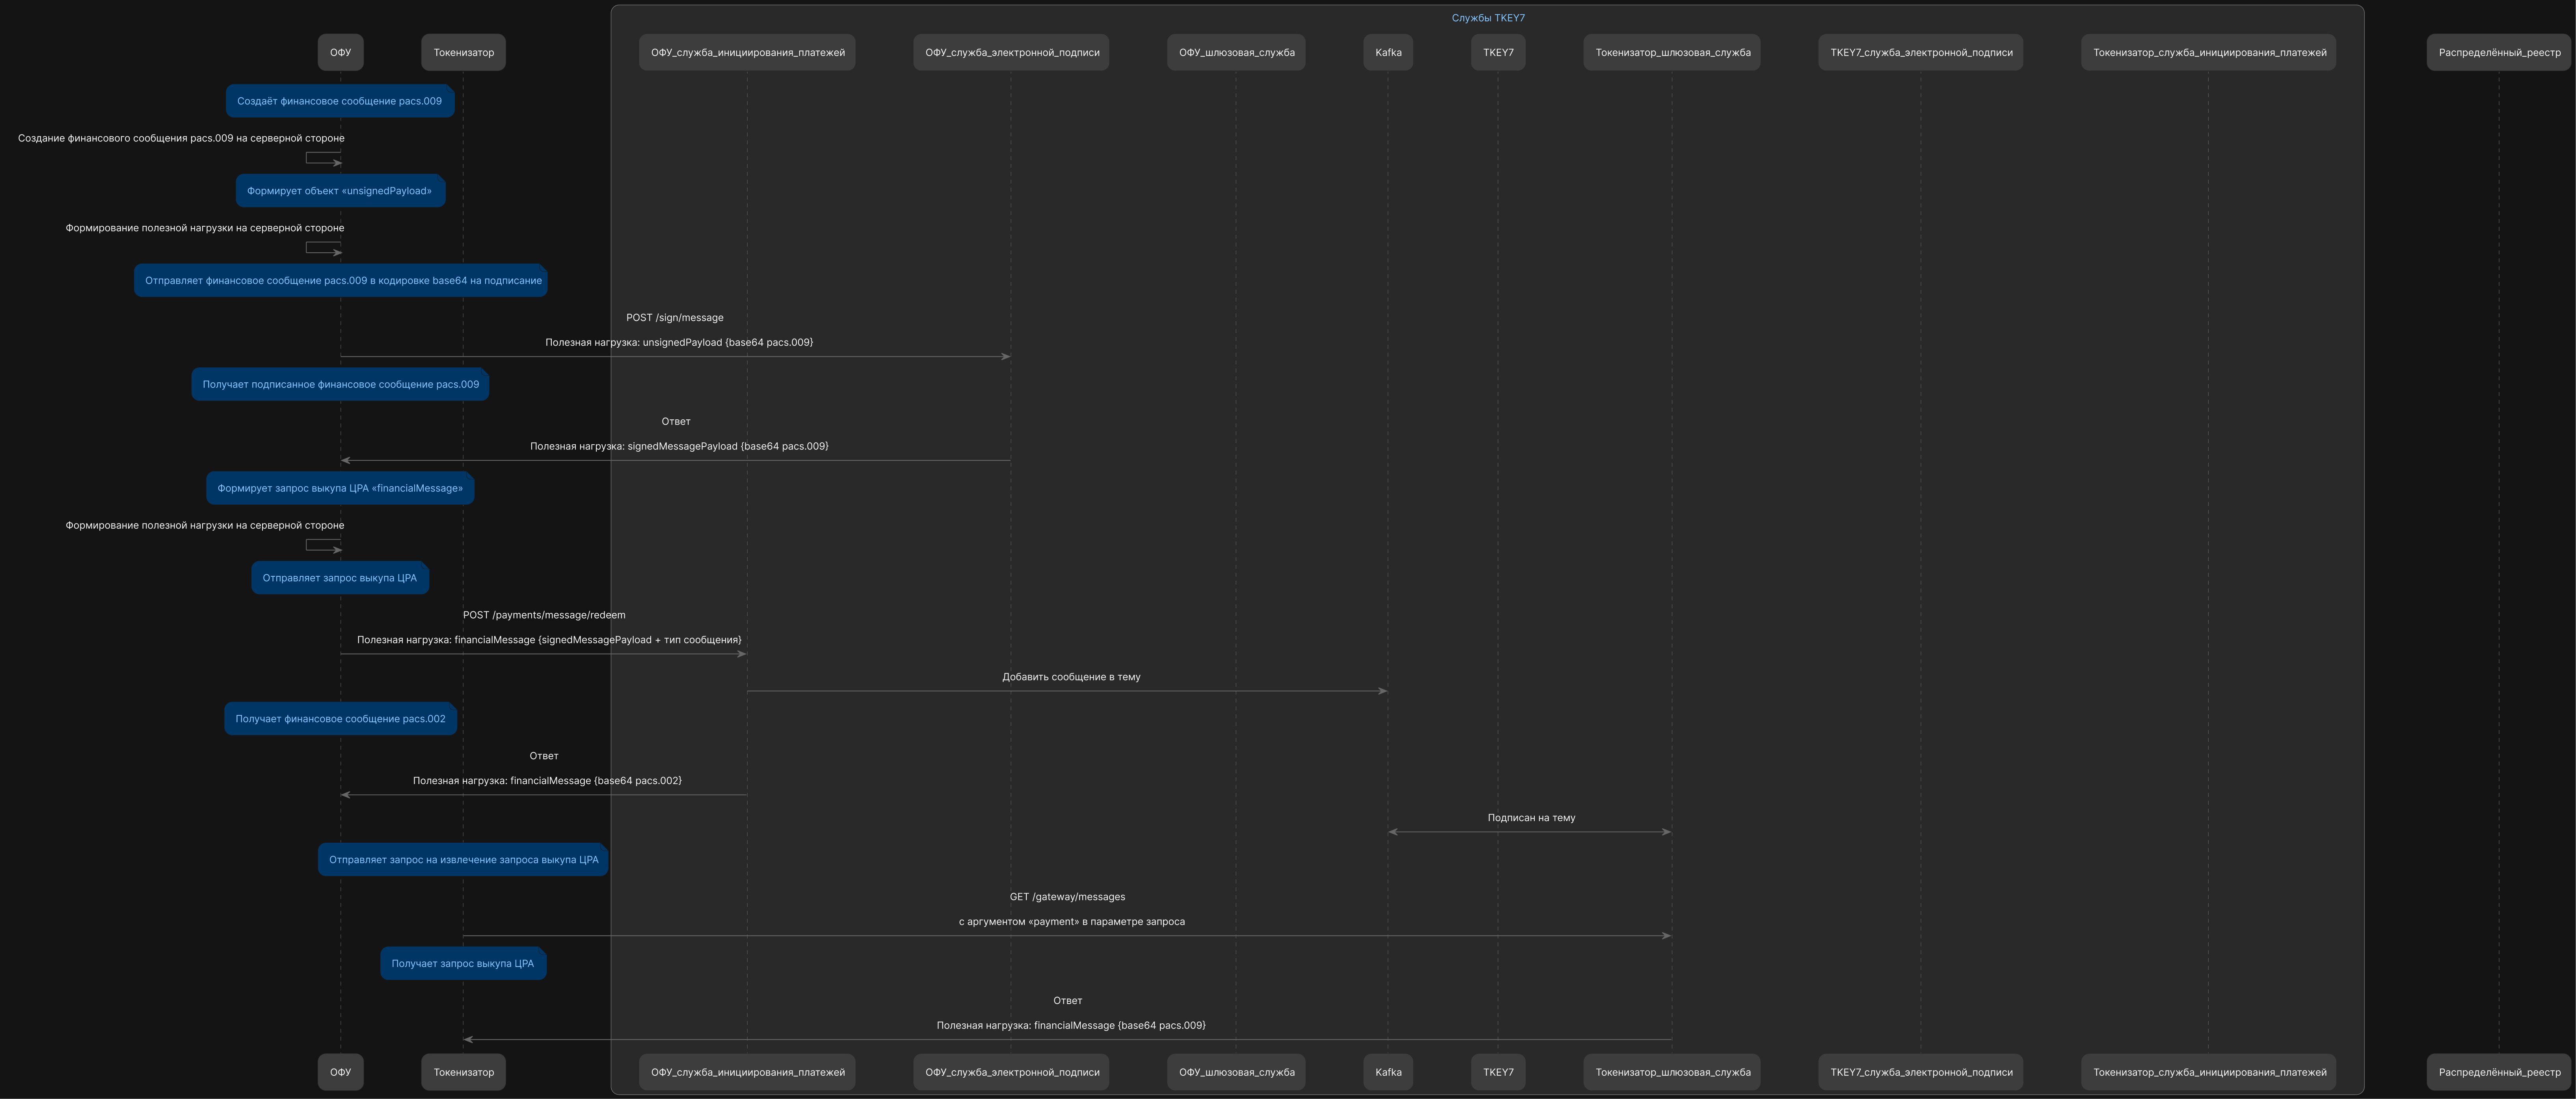 Службы TKEY7
ОФУ
Токенизатор
ОФУ_служба_инициирования_платежей
ОФУ_служба_электронной_подписи
ОФУ_шлюзовая_служба
Kafka
TKEY7
Токенизатор_шлюзовая_служба
TKEY7_служба_электронной_подписи
Токенизатор_служба_инициирования_платежей
Распределённый_реестр
Создаёт финансовое сообщение pacs.009
Создание финансового сообщения pacs.009 на серверной стороне
Формирует объект «unsignedPayload»
Формирование полезной нагрузки на серверной стороне
Отправляет финансовое сообщение pacs.009 в кодировке base64 на подписание
POST /sign/message
Полезная нагрузка: unsignedPayload {base64 pacs.009}
Получает подписанное финансовое сообщение pacs.009
Ответ
Полезная нагрузка: signedMessagePayload {base64 pacs.009}
Формирует запрос выкупа ЦРА «financialMessage»
Формирование полезной нагрузки на серверной стороне
Отправляет запрос выкупа ЦРА
POST /payments/message/redeem
Полезная нагрузка: financialMessage {signedMessagePayload + тип сообщения}
Добавить сообщение в тему
Получает финансовое сообщение pacs.002
Ответ
Полезная нагрузка: financialMessage {base64 pacs.002}
Подписан на тему
Отправляет запрос на извлечение запроса выкупа ЦРА
GET /gateway/messages
с аргументом «payment» в параметре запроса
Получает запрос выкупа ЦРА
Ответ
Полезная нагрузка: financialMessage {base64 pacs.009}
ОФУ
Токенизатор
ОФУ_служба_инициирования_платежей
ОФУ_служба_электронной_подписи
ОФУ_шлюзовая_служба
Kafka
TKEY7
Токенизатор_шлюзовая_служба
TKEY7_служба_электронной_подписи
Токенизатор_служба_инициирования_платежей
Распределённый_реестр